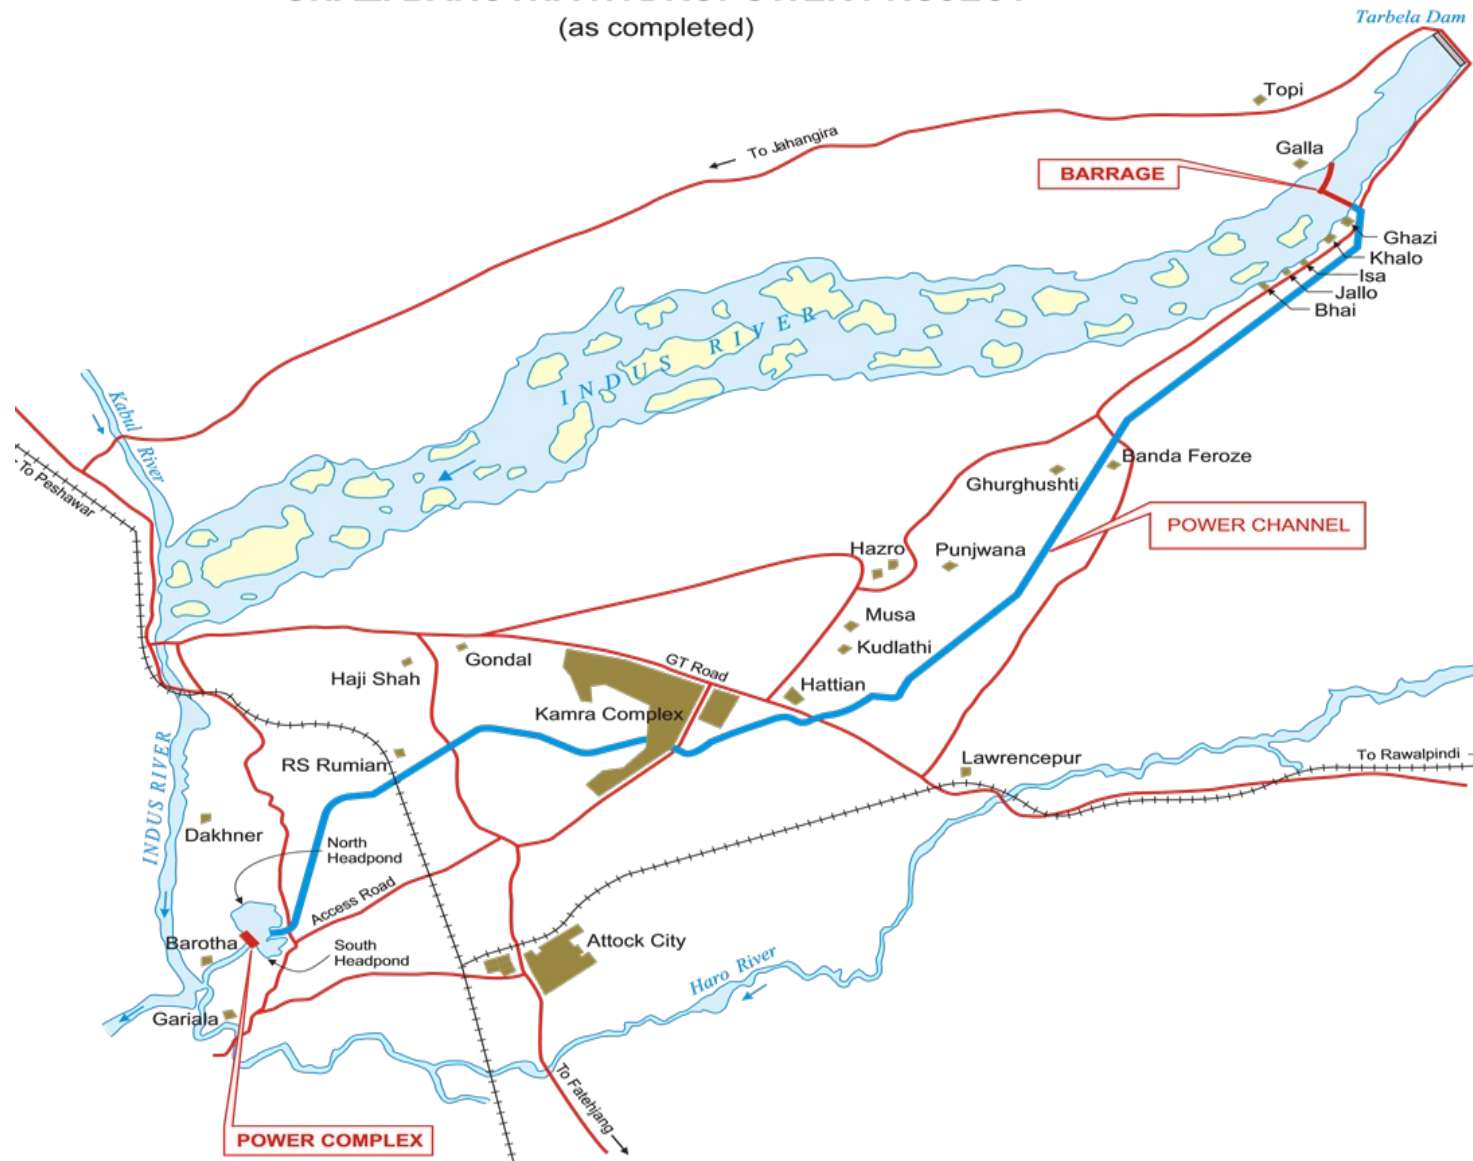 (as completed)
Tarbela Dam
Topi
To Jahangira
Galla
BARRAGE
Ghazi
Khalo
Isa
Jallo
Bhai
INDUS RIVER
Kabul River
To Peshawar
Banda Feroze
Ghurghushti
POWER CHANNEL
Hazro
Punjwana
Musa
Kudlathi
Gondal
GT Road
Haji Shah
Hattian
Kamra Complex
RS Rumian
Lawrencepur
To Rawalpindi
INDUS RIVER
Dakhner
North
Headpond
Access Road
Barotha
South
Headpond
Attock City
Haro River
Gariala
To Fatehjang
POWER COMPLEX